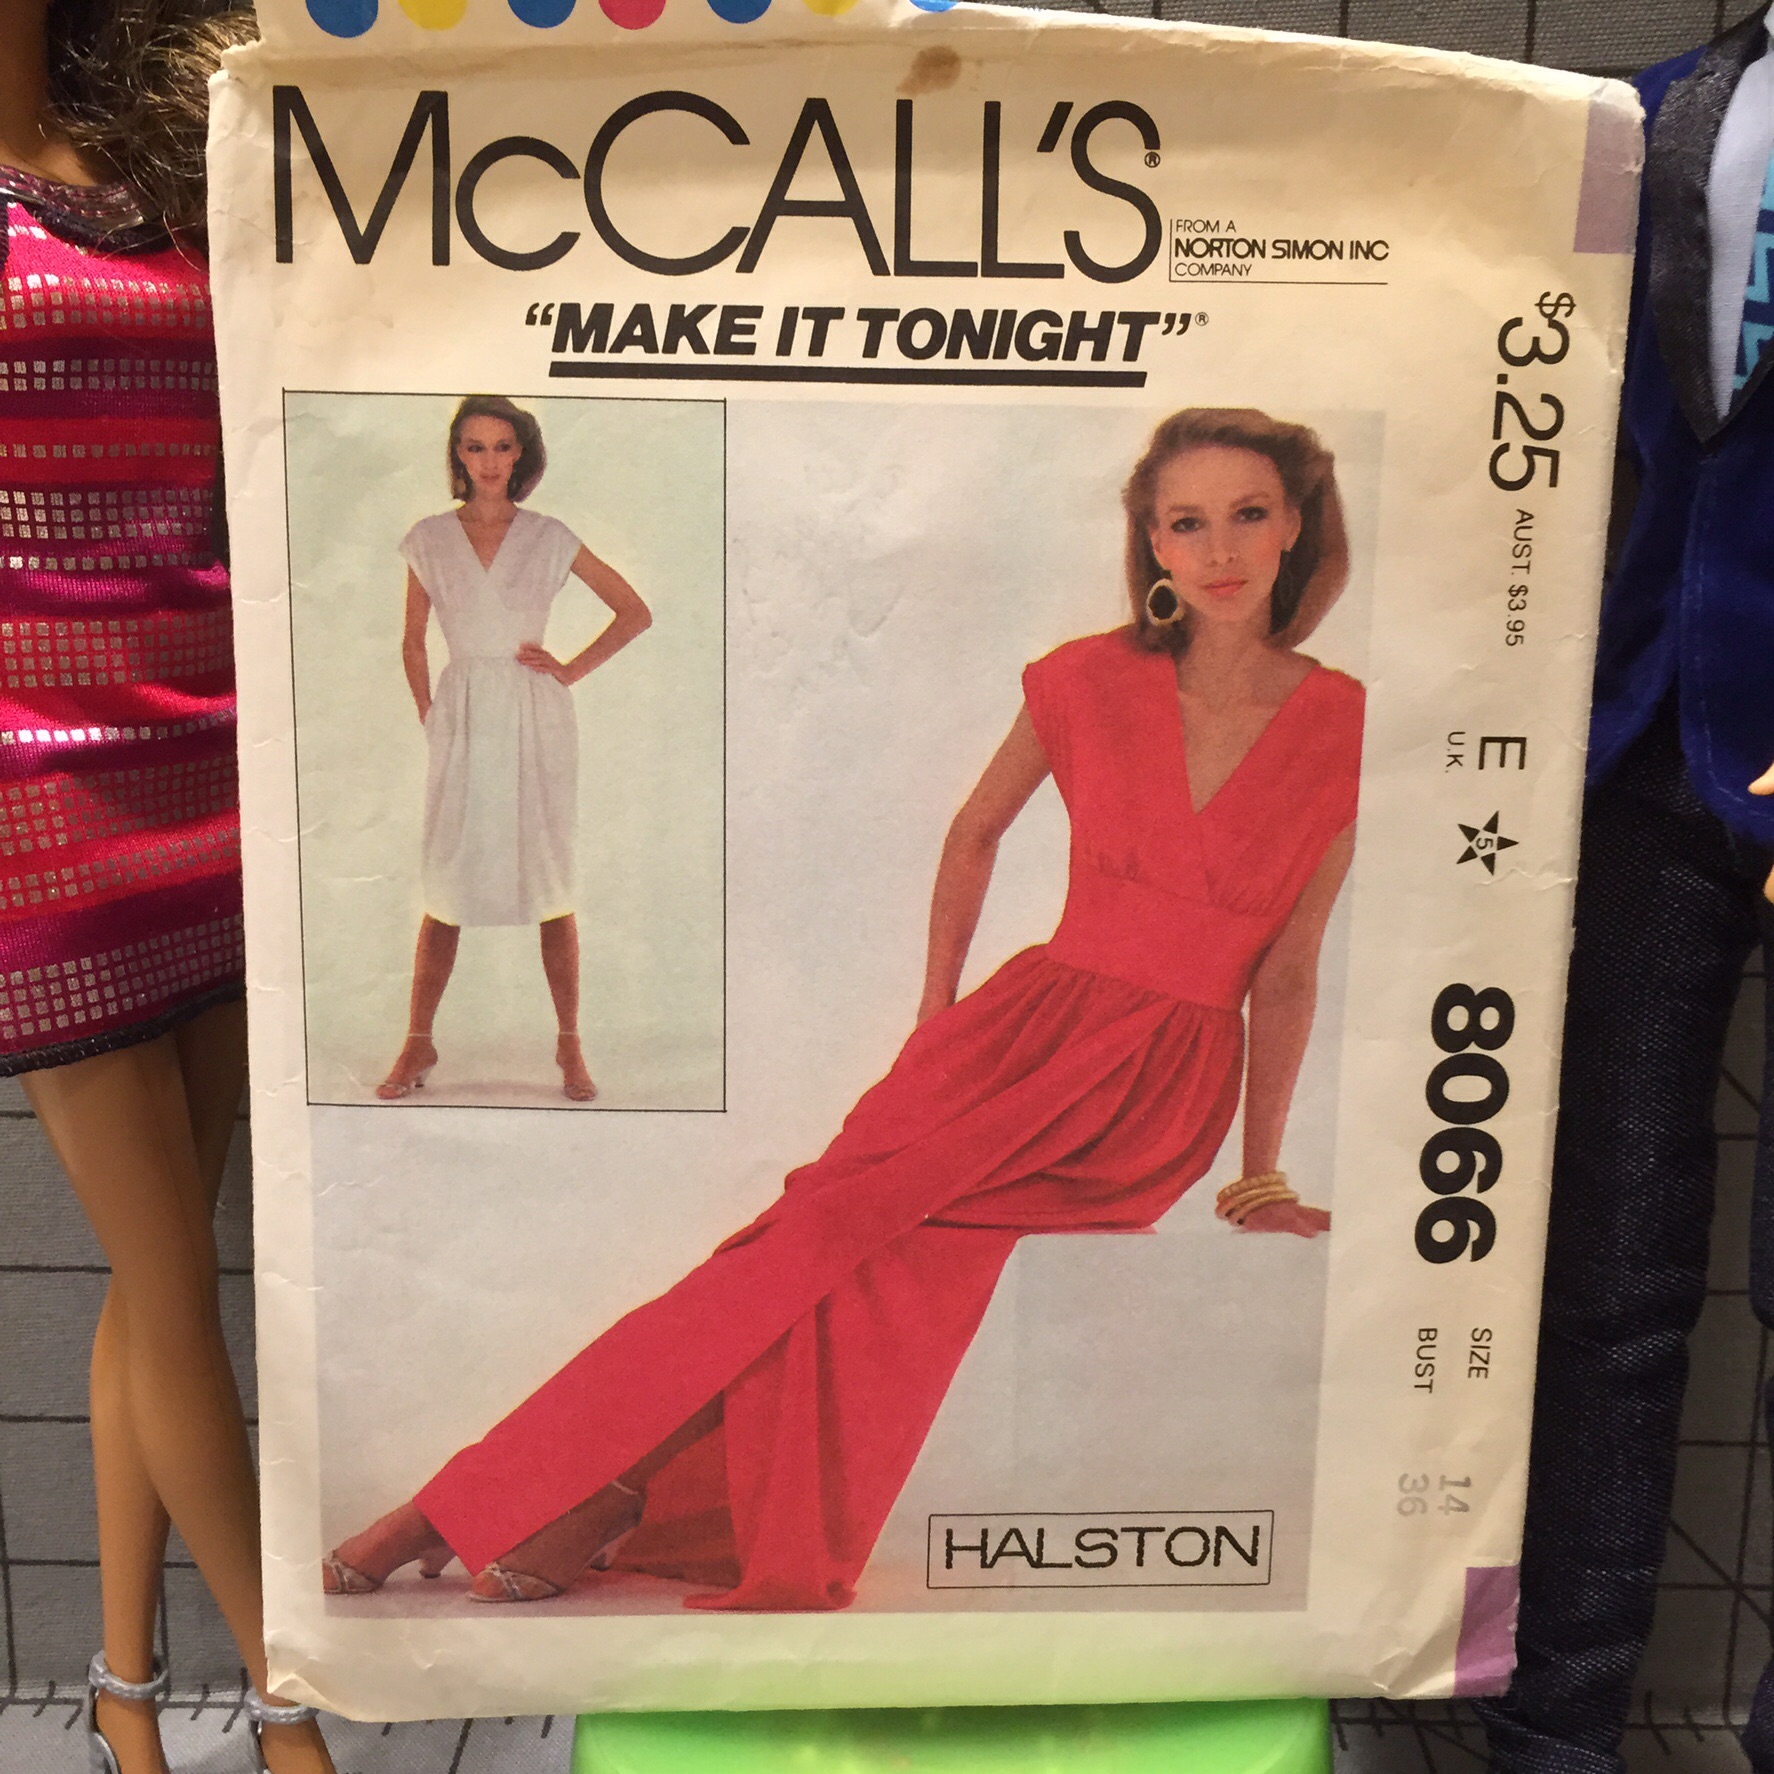 McCALL'S®
FROM A
NORTON SIMON INC
COMPANY
"MAKE IT TONIGHT"®
$3.25
AUST. $3.95
E
U.K.
5
8066
SIZE 14
BUST 36
HALSTON